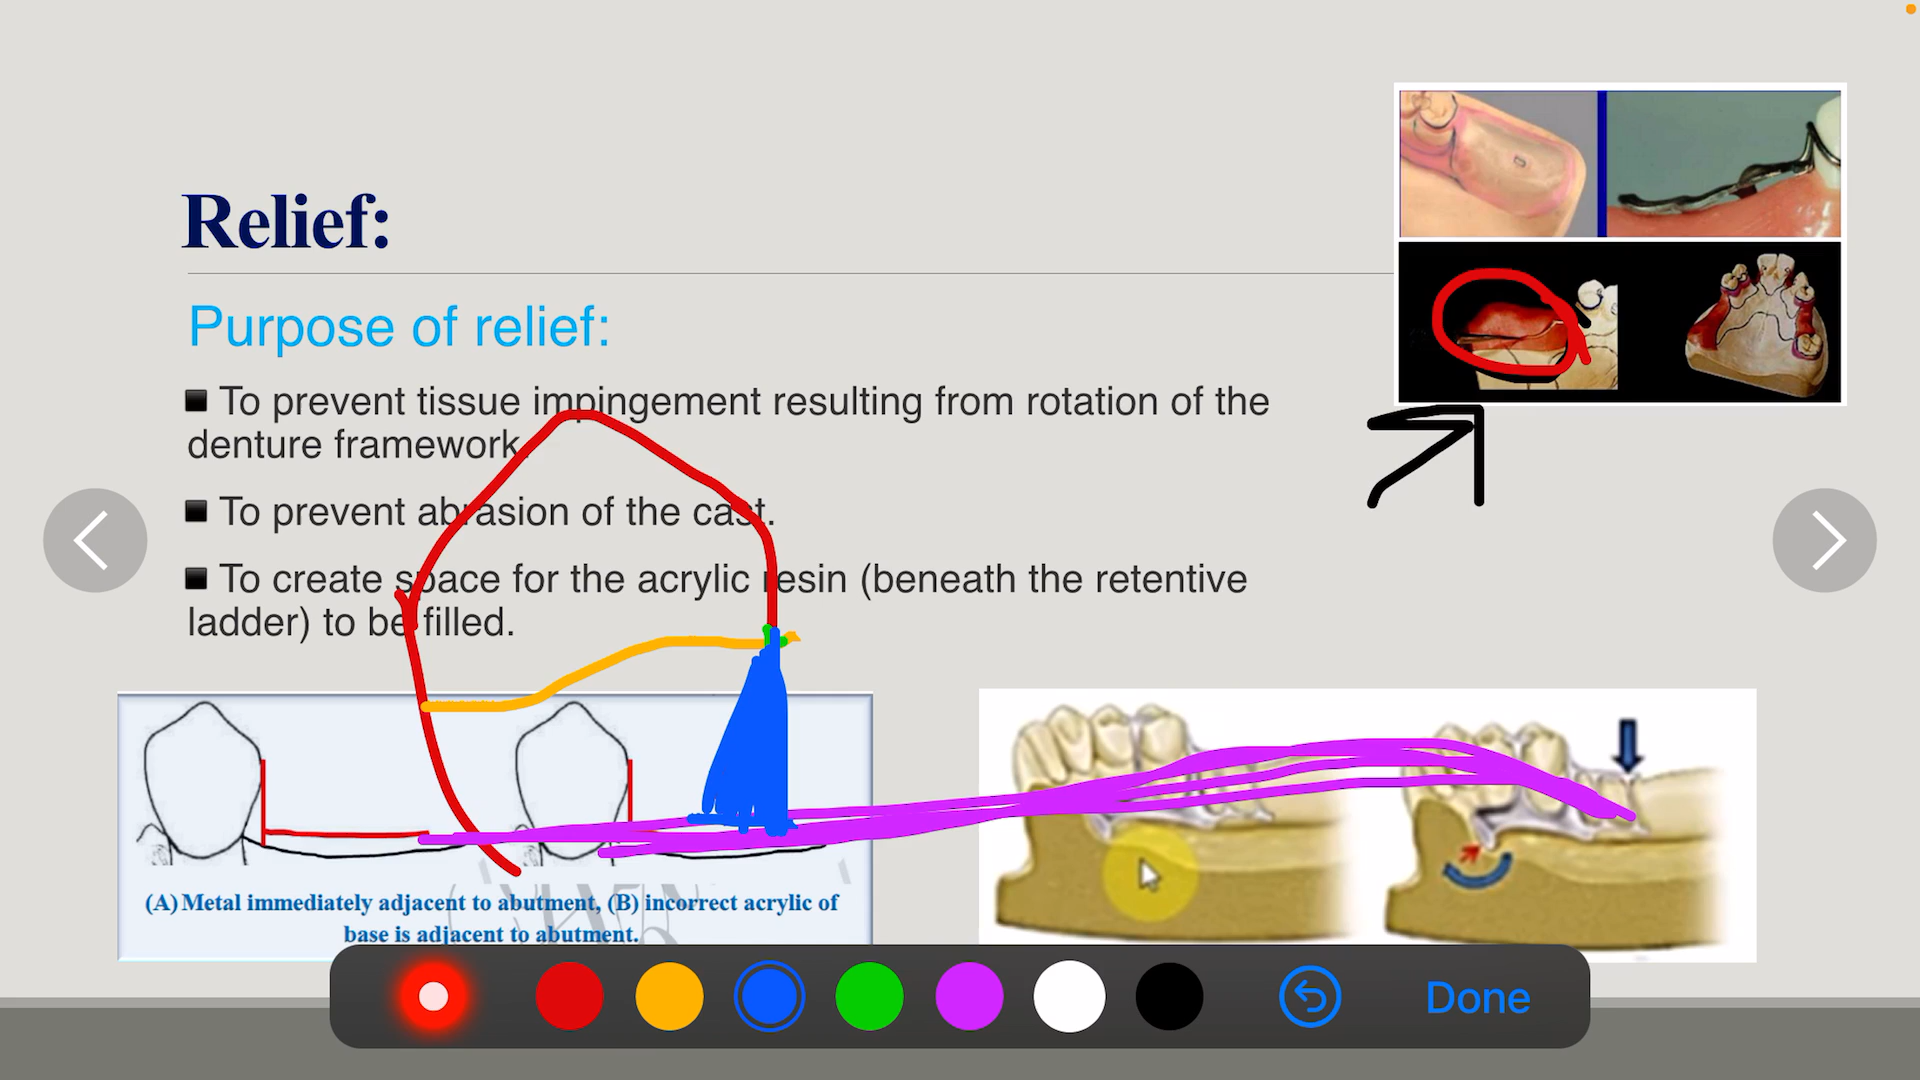 Relief:
Purpose of relief:
To prevent tissue impingement resulting from rotation of the
denture framework.
To prevent abrasion of the cast.
To create space for the acrylic resin (beneath the retentive
ladder) to be filled.
(A) Metal immediately adjacent to abutment, (B) incorrect acrylic of
base is adjacent to abutment.
Done